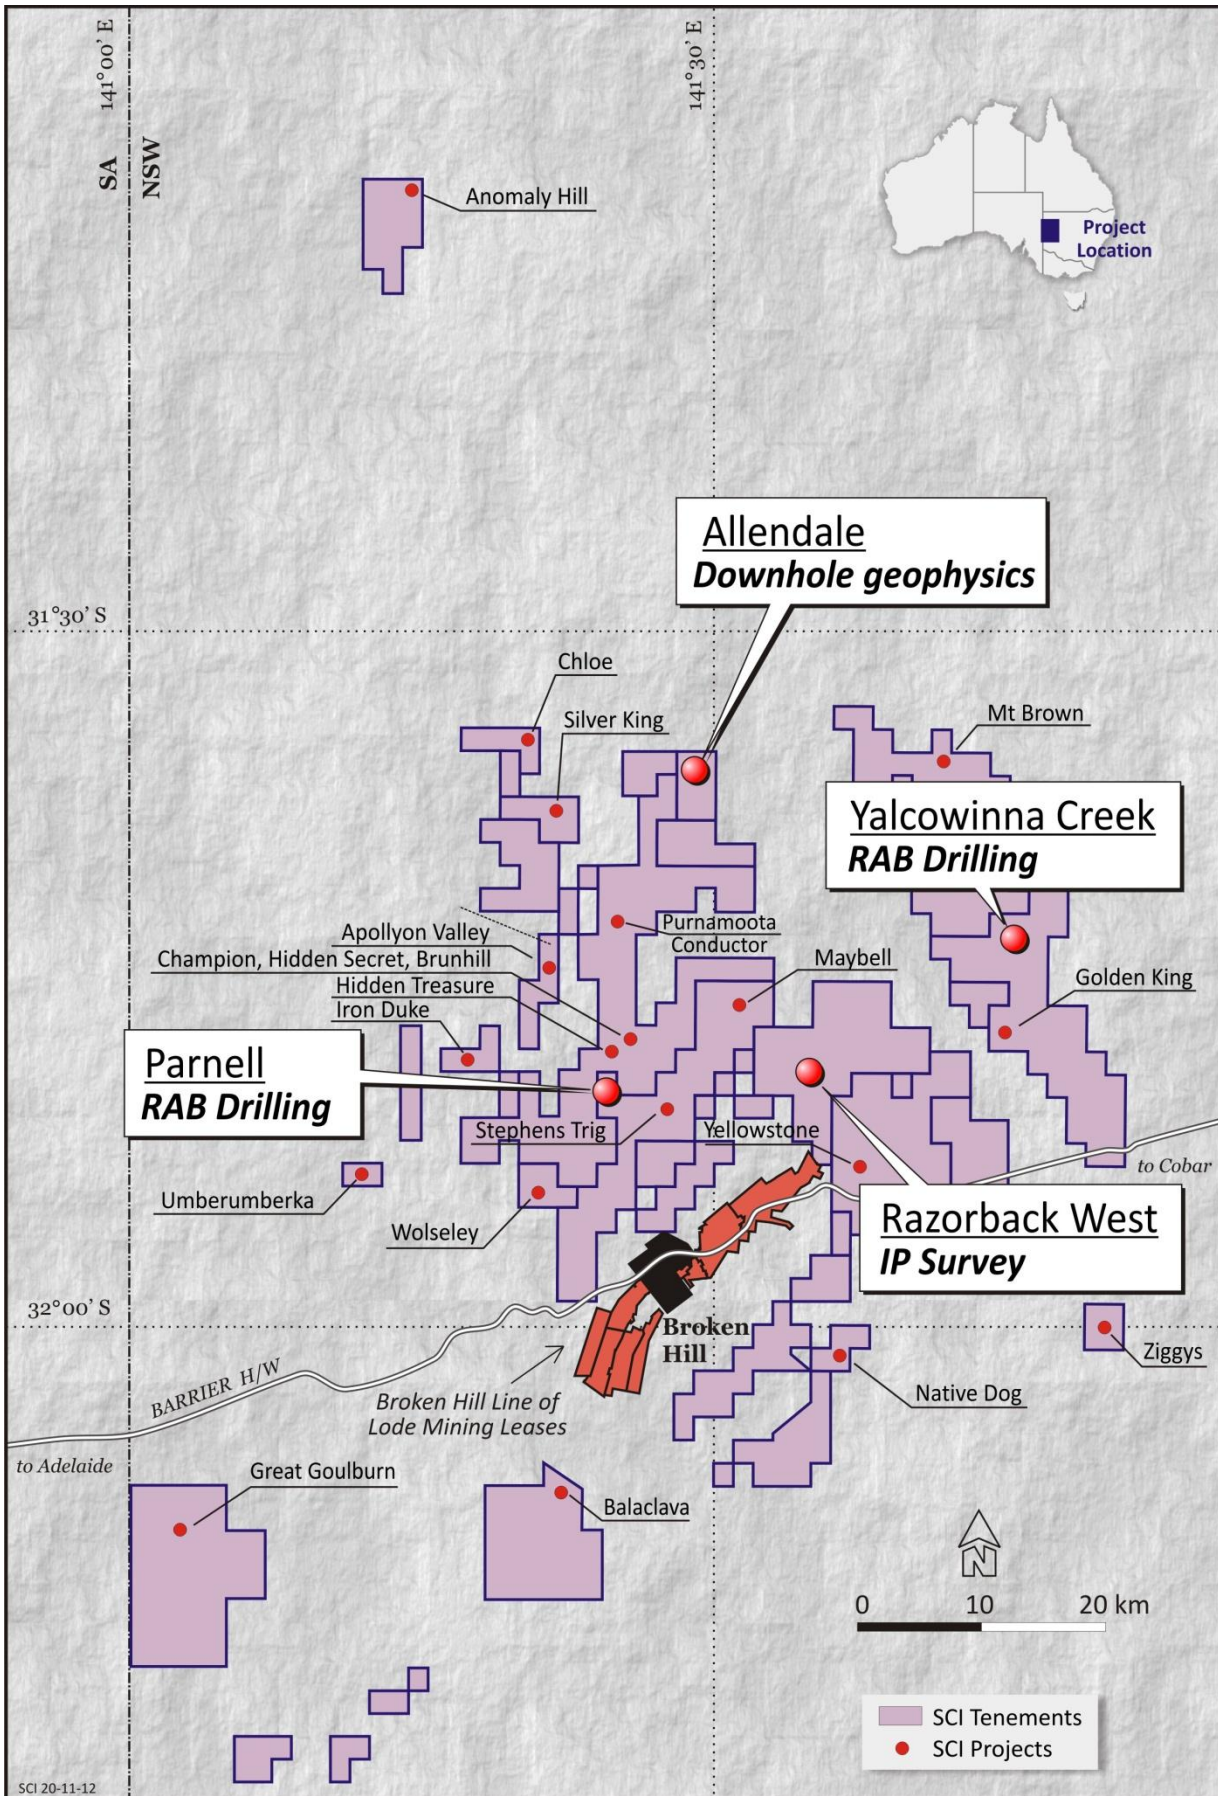 141°00' E
141°30' E
SA
NSW
Anomaly Hill
Project
Location
Allendale
Downhole geophysics
31°30' S
Chloe
Silver King
Mt Brown
Yalcowinna Creek
RAB Drilling
Apollyon Valley
Purnamoota
Conductor
Champion, Hidden Secret, Brunhill
Maybell
Hidden Treasure
Golden King
Iron Duke
Parnell
RAB Drilling
Stephens Trig
Yellowstone
to Cobar
Umberumberka
Wolseley
Razorback West
IP Survey
32°00' S
Broken
Hill
Ziggys
BARRIER H/W
Native Dog
Broken Hill Line of
Lode Mining Leases
to Adelaide
Great Goulburn
Balaclava
N
0 10 20 km
SCI Tenements
SCI Projects
SCI 20-11-12